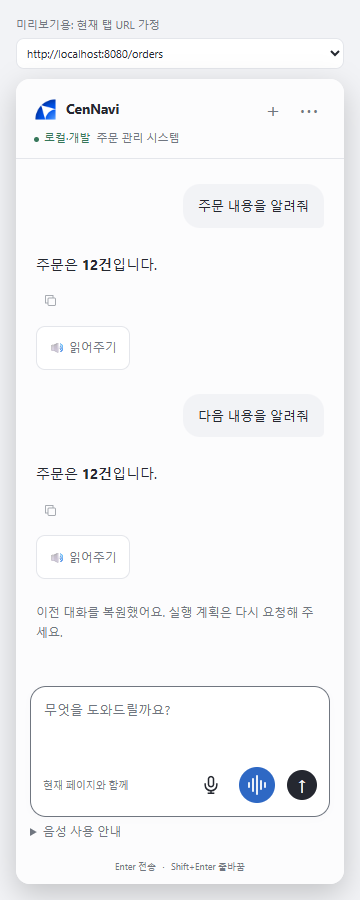 미리보기용: 현재 탭 URL 가정
http://localhost:8080/orders
CenNavi
로컬·개발 주문 관리 시스템
주문 내용을 알려줘
주문은 12건입니다.
읽어주기
다음 내용을 알려줘
주문은 12건입니다.
읽어주기
이전 대화를 복원했어요. 실행 계획은 다시 요청해 주
세요.
무엇을 도와드릴까요?
현재 페이지와 함께
음성 사용 안내
Enter 전송 · Shift+Enter 줄바꿈